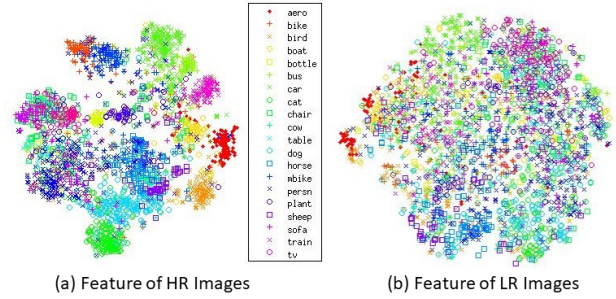 aero
bike
bird
boat
bottle
bus
car
cat
chair
cow
table
dog
horse
mbike
persn
plant
sheep
sofa
train
tv
(a) Feature of HR Images
(b) Feature of LR Images